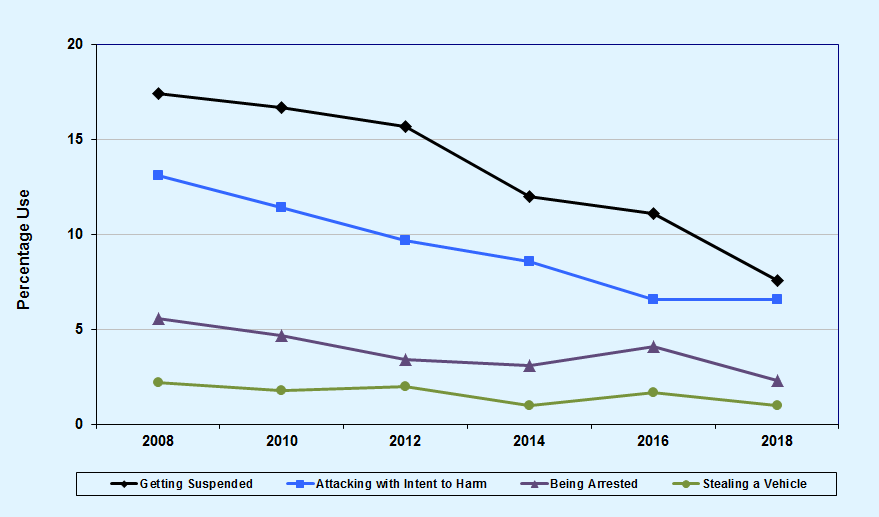 20
15
10
5
0
Percentage Use
2008 2010 2012 2014 2016 2018
Getting Suspended Attacking with Intent to Harm Being Arrested Stealing a Vehicle